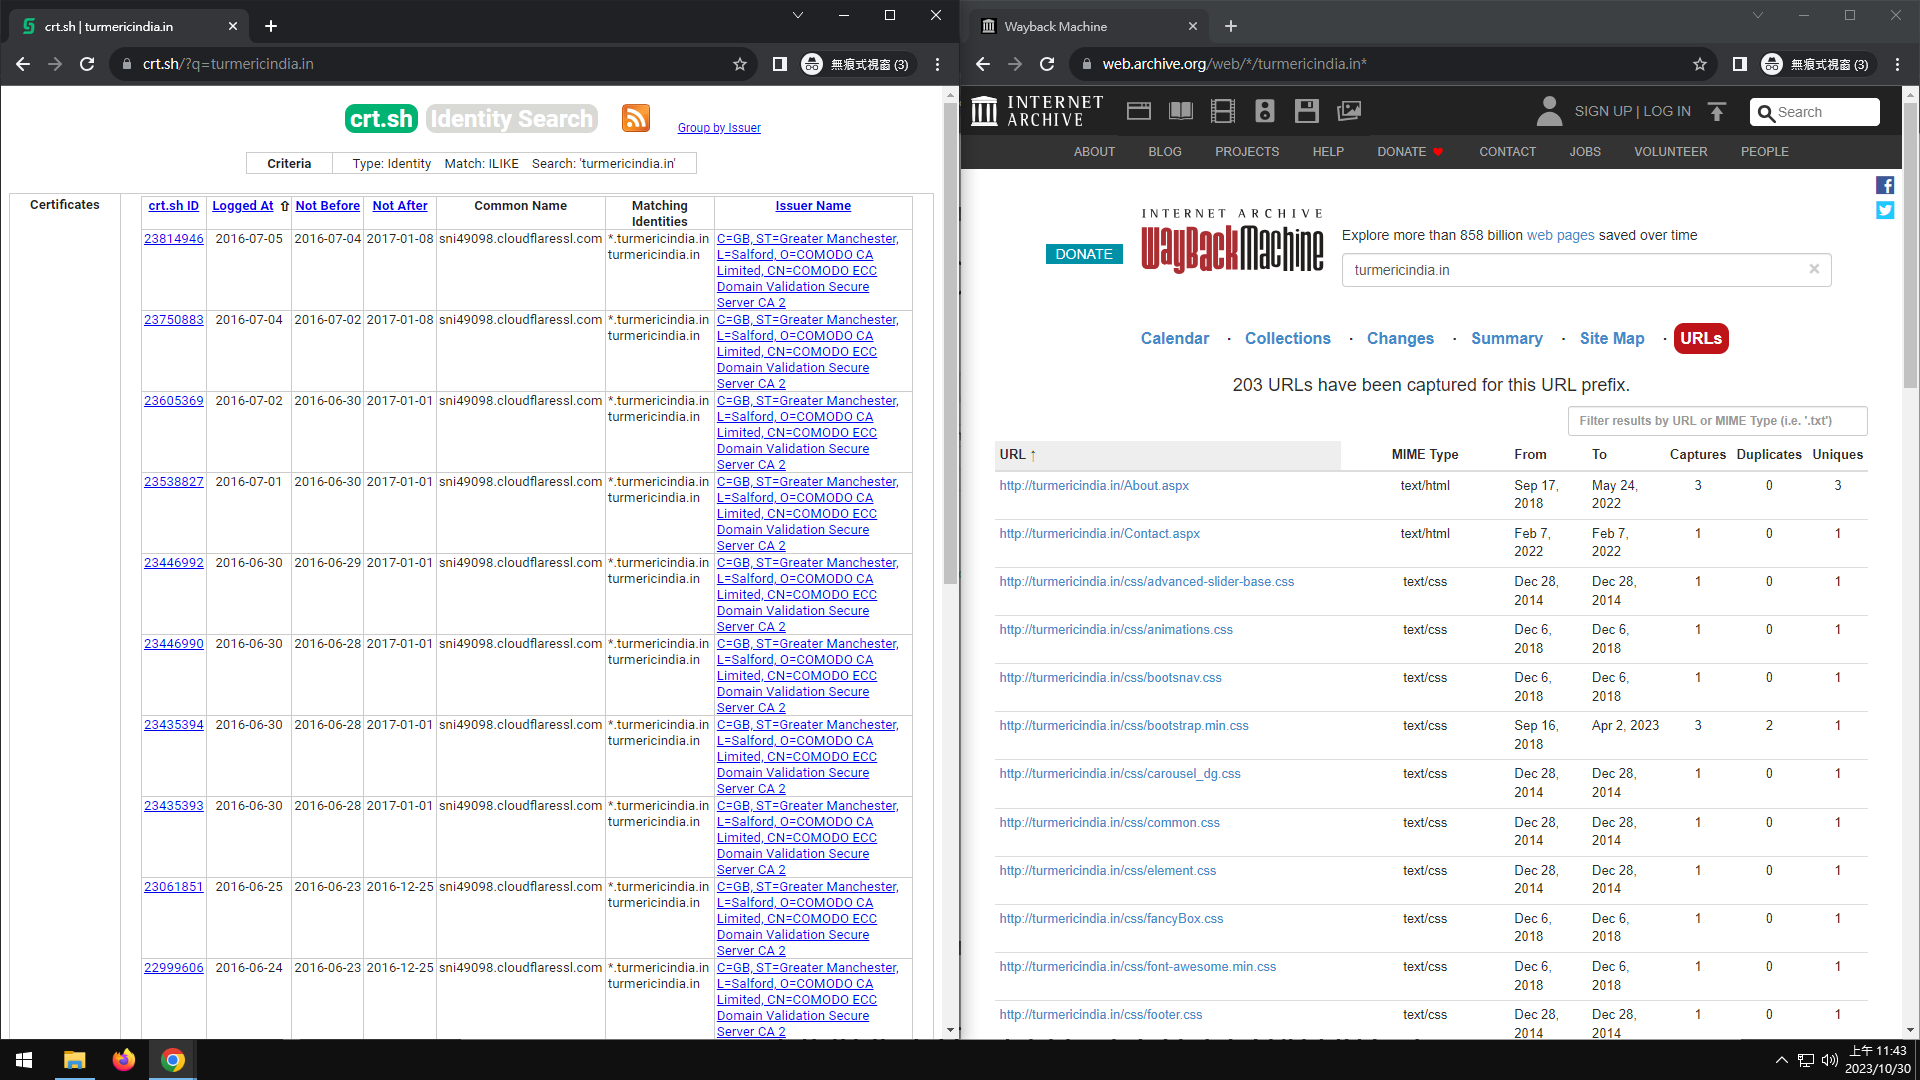 crt.sh | turmericindia.in
crt.sh/?q=turmericindia.in
無痕式視窗 (3)
crt.sh Identity Search Group by Issuer
Criteria Type: Identity Match: ILIKE Search: 'turmericindia.in'
Certificates
crt.sh ID Logged At ⇧ Not Before Not After Common Name Matching Identities Issuer Name
23814946 2016-07-05 2016-07-04 2017-01-08 sni49098.cloudflaressl.com *.turmericindia.in C=GB, ST=Greater Manchester,
turmericindia.in L=Salford, O=COMODO CA
Limited, CN=COMODO ECC
Domain Validation Secure
Server CA 2
23750883 2016-07-04 2016-07-02 2017-01-08 sni49098.cloudflaressl.com *.turmericindia.in C=GB, ST=Greater Manchester,
turmericindia.in L=Salford, O=COMODO CA
Limited, CN=COMODO ECC
Domain Validation Secure
Server CA 2
23605369 2016-07-02 2016-06-30 2017-01-01 sni49098.cloudflaressl.com *.turmericindia.in C=GB, ST=Greater Manchester,
turmericindia.in L=Salford, O=COMODO CA
Limited, CN=COMODO ECC
Domain Validation Secure
Server CA 2
23538827 2016-07-01 2016-06-30 2017-01-01 sni49098.cloudflaressl.com *.turmericindia.in C=GB, ST=Greater Manchester,
turmericindia.in L=Salford, O=COMODO CA
Limited, CN=COMODO ECC
Domain Validation Secure
Server CA 2
23446992 2016-06-30 2016-06-29 2017-01-01 sni49098.cloudflaressl.com *.turmericindia.in C=GB, ST=Greater Manchester,
turmericindia.in L=Salford, O=COMODO CA
Limited, CN=COMODO ECC
Domain Validation Secure
Server CA 2
23446990 2016-06-30 2016-06-28 2017-01-01 sni49098.cloudflaressl.com *.turmericindia.in C=GB, ST=Greater Manchester,
turmericindia.in L=Salford, O=COMODO CA
Limited, CN=COMODO ECC
Domain Validation Secure
Server CA 2
23435394 2016-06-30 2016-06-28 2017-01-01 sni49098.cloudflaressl.com *.turmericindia.in C=GB, ST=Greater Manchester,
turmericindia.in L=Salford, O=COMODO CA
Limited, CN=COMODO ECC
Domain Validation Secure
Server CA 2
23435393 2016-06-30 2016-06-28 2017-01-01 sni49098.cloudflaressl.com *.turmericindia.in C=GB, ST=Greater Manchester,
turmericindia.in L=Salford, O=COMODO CA
Limited, CN=COMODO ECC
Domain Validation Secure
Server CA 2
23061851 2016-06-25 2016-06-23 2016-12-25 sni49098.cloudflaressl.com *.turmericindia.in C=GB, ST=Greater Manchester,
turmericindia.in L=Salford, O=COMODO CA
Limited, CN=COMODO ECC
Domain Validation Secure
Server CA 2
22999606 2016-06-24 2016-06-23 2016-12-25 sni49098.cloudflaressl.com *.turmericindia.in C=GB, ST=Greater Manchester,
turmericindia.in L=Salford, O=COMODO CA
Limited, CN=COMODO ECC
Domain Validation Secure
Server CA 2
Wayback Machine
web.archive.org/web/*/turmericindia.in*
無痕式視窗 (3)
INTERNET ARCHIVE
SIGN UP | LOG IN
Search
ABOUT BLOG PROJECTS HELP DONATE CONTACT JOBS VOLUNTEER PEOPLE
DONATE
INTERNET ARCHIVE
WayBackMachine
Explore more than 858 billion web pages saved over time
turmericindia.in
Calendar · Collections · Changes · Summary · Site Map · URLs
203 URLs have been captured for this URL prefix.
Filter results by URL or MIME Type (i.e. '.txt')
URL ↑ MIME Type From To Captures Duplicates Uniques
http://turmericindia.in/About.aspx text/html Sep 17, 2018 May 24, 2022 3 0 3
http://turmericindia.in/Contact.aspx text/html Feb 7, 2022 Feb 7, 2022 1 0 1
http://turmericindia.in/css/advanced-slider-base.css text/css Dec 28, 2014 Dec 28, 2014 1 0 1
http://turmericindia.in/css/animations.css text/css Dec 6, 2018 Dec 6, 2018 1 0 1
http://turmericindia.in/css/bootsnav.css text/css Dec 6, 2018 Dec 6, 2018 1 0 1
http://turmericindia.in/css/bootstrap.min.css text/css Sep 16, 2018 Apr 2, 2023 3 2 1
http://turmericindia.in/css/carousel_dg.css text/css Dec 28, 2014 Dec 28, 2014 1 0 1
http://turmericindia.in/css/common.css text/css Dec 28, 2014 Dec 28, 2014 1 0 1
http://turmericindia.in/css/element.css text/css Dec 28, 2014 Dec 28, 2014 1 0 1
http://turmericindia.in/css/fancyBox.css text/css Dec 6, 2018 Dec 6, 2018 1 0 1
http://turmericindia.in/css/font-awesome.min.css text/css Dec 6, 2018 Dec 6, 2018 1 0 1
http://turmericindia.in/css/footer.css text/css Dec 28, 2014 Dec 28, 2014 1 0 1
上午 11:43
2023/10/30